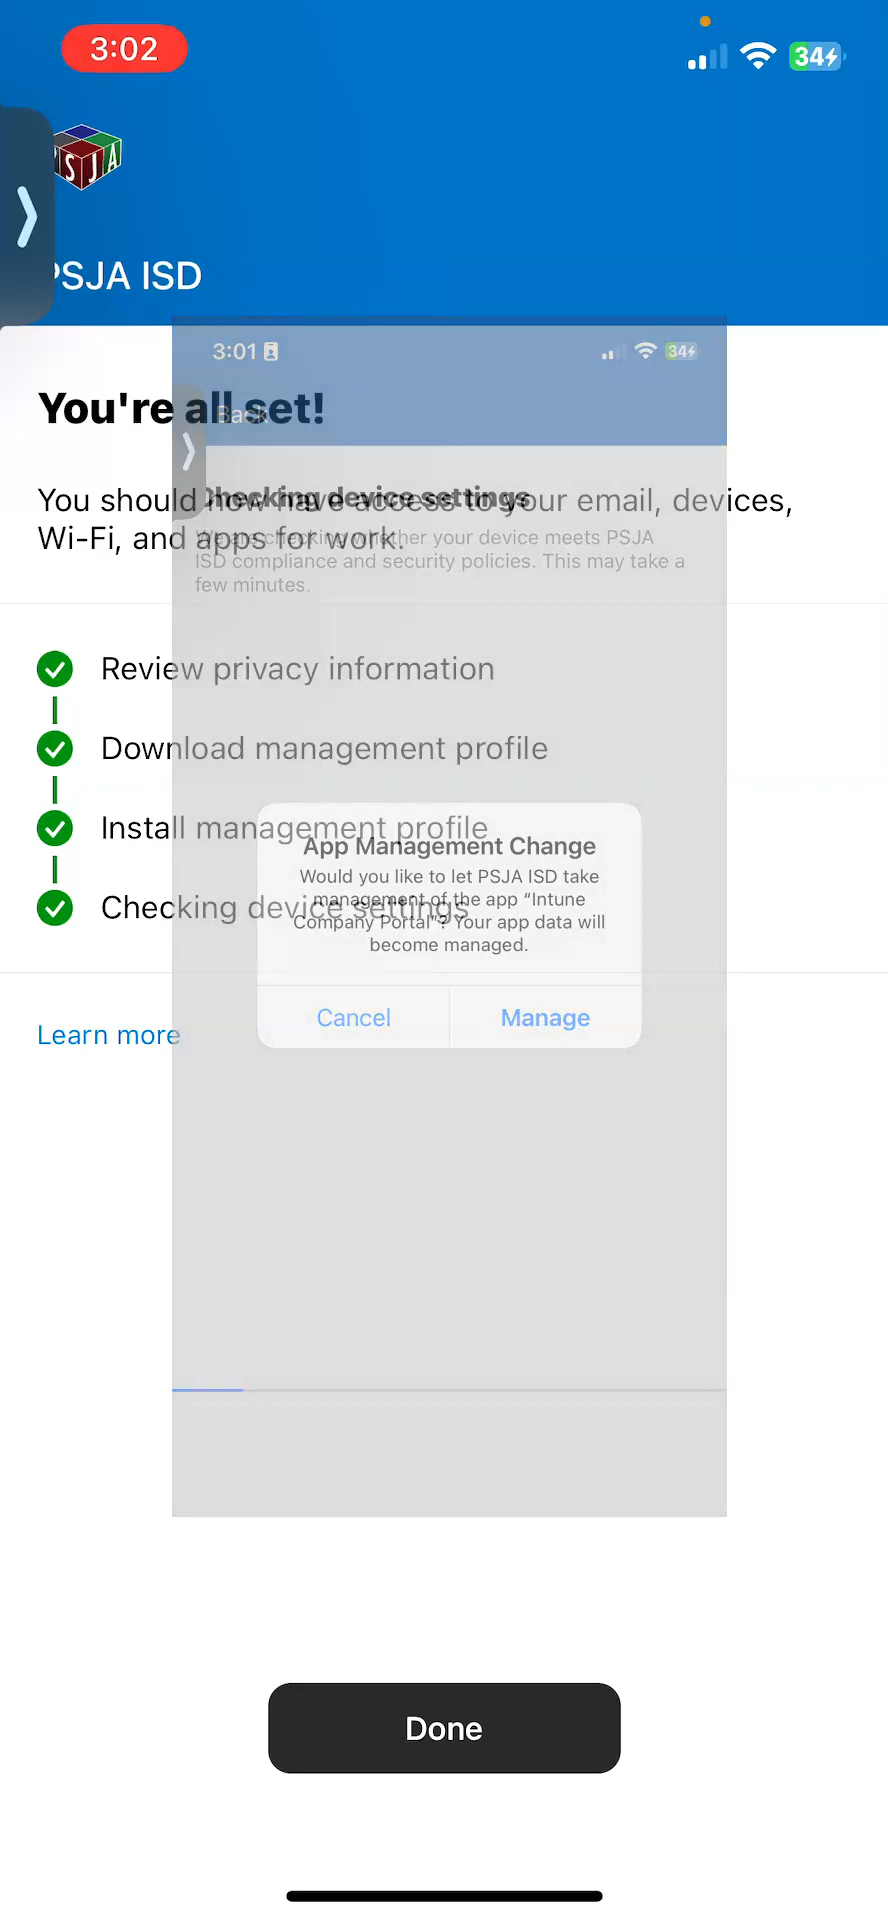 3:02
34
SJA
PSJA ISD
3:01
34
Back
You're all set!
Checking device settings
You should now have access to your email, devices,
Wi-Fi, and apps for work.
We are checking whether your device meets PSJA
ISD compliance and security policies. This may take a
few minutes.
Review privacy information
Download management profile
Install management profile
Checking device settings
App Management Change
Would you like to let PSJA ISD take
management of the app “Intune
Company Portal”? Your app data will
become managed.
Cancel
Manage
Learn more
Done